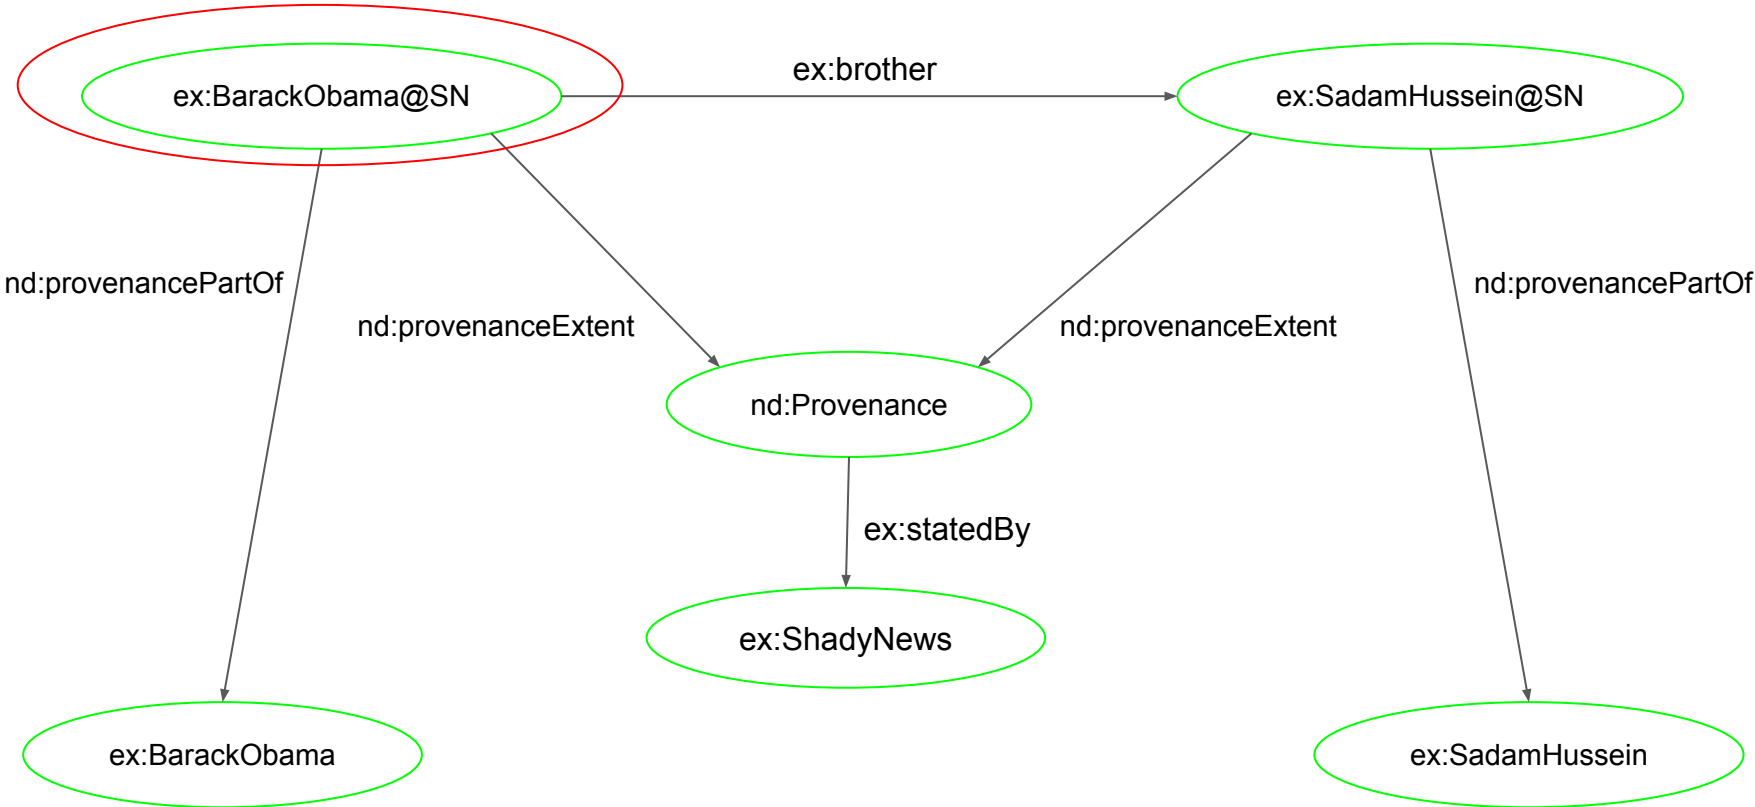 ex:BarackObama@SN
ex:brother
ex:SadamHussein@SN
nd:provenancePartOf
nd:provenanceExtent
nd:provenanceExtent
nd:provenancePartOf
nd:Provenance
ex:statedBy
ex:ShadyNews
ex:BarackObama
ex:SadamHussein